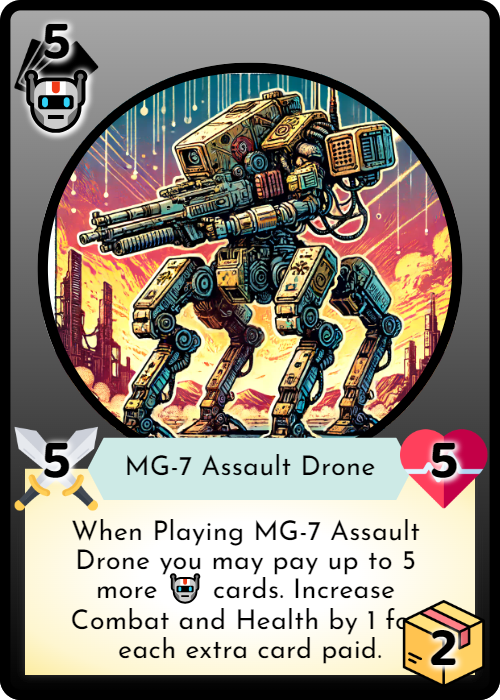 5
5
MG-7 Assault Drone
5
When Playing MG-7 Assault
Drone you may pay up to 5
more cards. Increase
Combat and Health by 1
each extra card paid.
2